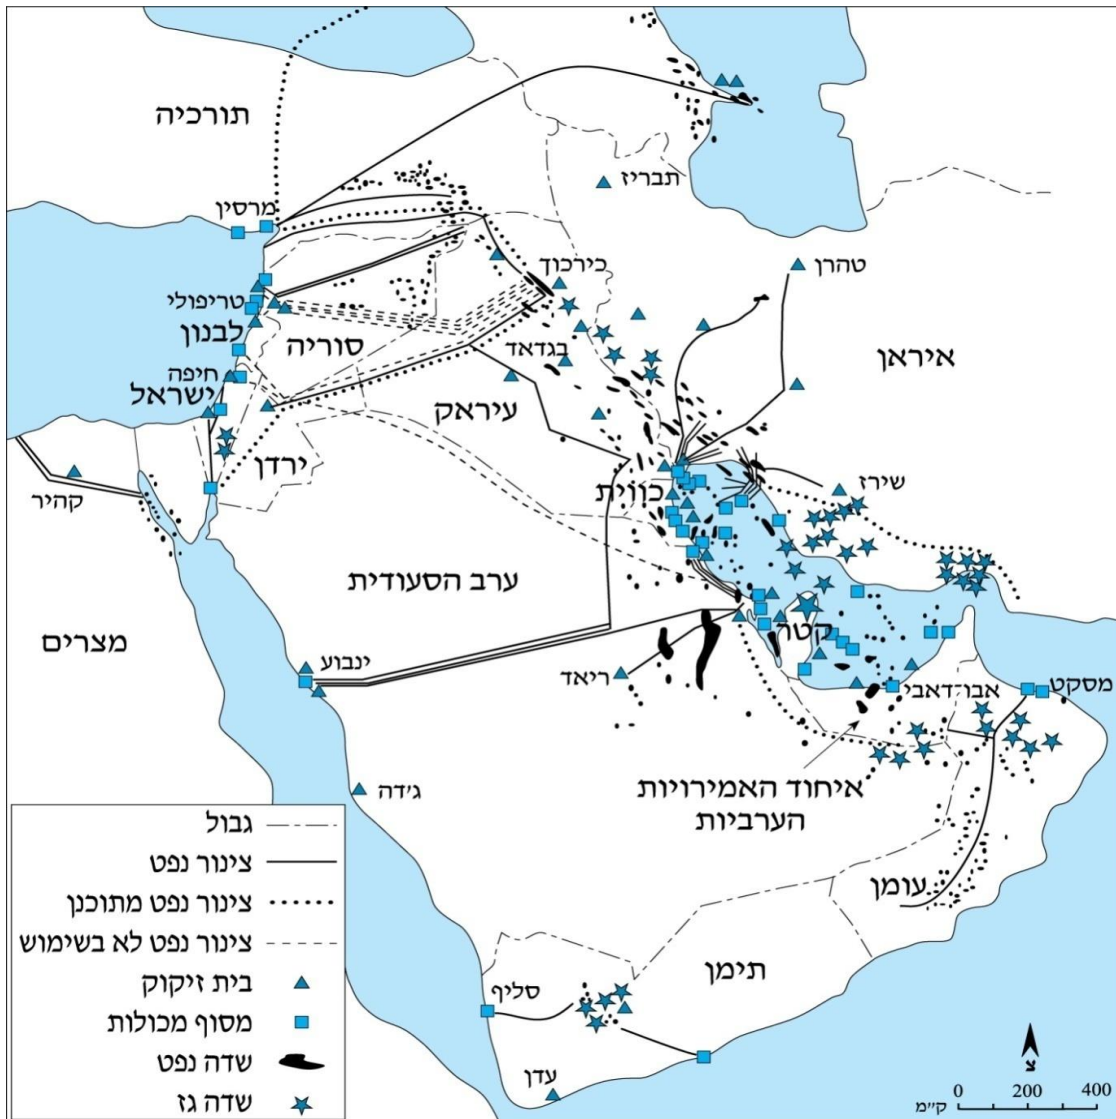 תורכיה
תבריז
מרסין
טהרן
כירכוך
טריפולי
לבנון
סוריה
בגדאד
איראן
חיפה
ישראל
עיראק
ירדן
קהיר
כווית
שירז
ערב הסעודית
מצרים
קטר
ינבוע
ריאד
אבו-דאבי
מסקט
ג'דה
איחוד האמירויות
הערביות
עומן
תימן
סליף
עדן
גבול
צינור נפט
צינור נפט מתוכנן
צינור נפט לא בשימוש
בית זיקוק
מסוף מכולות
שדה נפט
שדה גז
צ
0 200 400
ק"מ